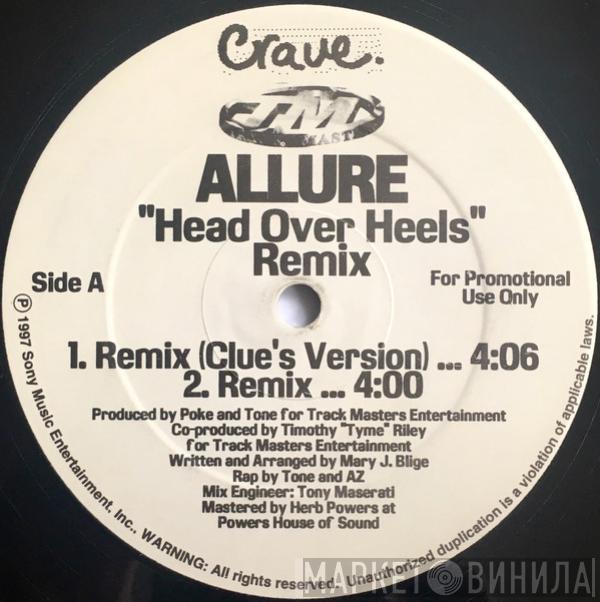 Crave.
TM
MAST
ALLURE
"Head Over Heels"
Remix
Side A
For Promotional
Use Only
1. Remix (Clue's Version) ... 4:06
2. Remix ... 4:00
Produced by Poke and Tone for Track Masters Entertainment
Co-produced by Timothy "Tyme" Riley
for Track Masters Entertainment
Written and Arranged by Mary J. Blige
Rap by Tone and AZ
Mix Engineer: Tony Maserati
Mastered by Herb Powers at
Powers House of Sound
℗ 1997 Sony Music Entertainment, Inc.. WARNING: All rights reserved. Unauthorized duplication is a violation of applicable laws.
МАРКЕТ ВИНИЛА